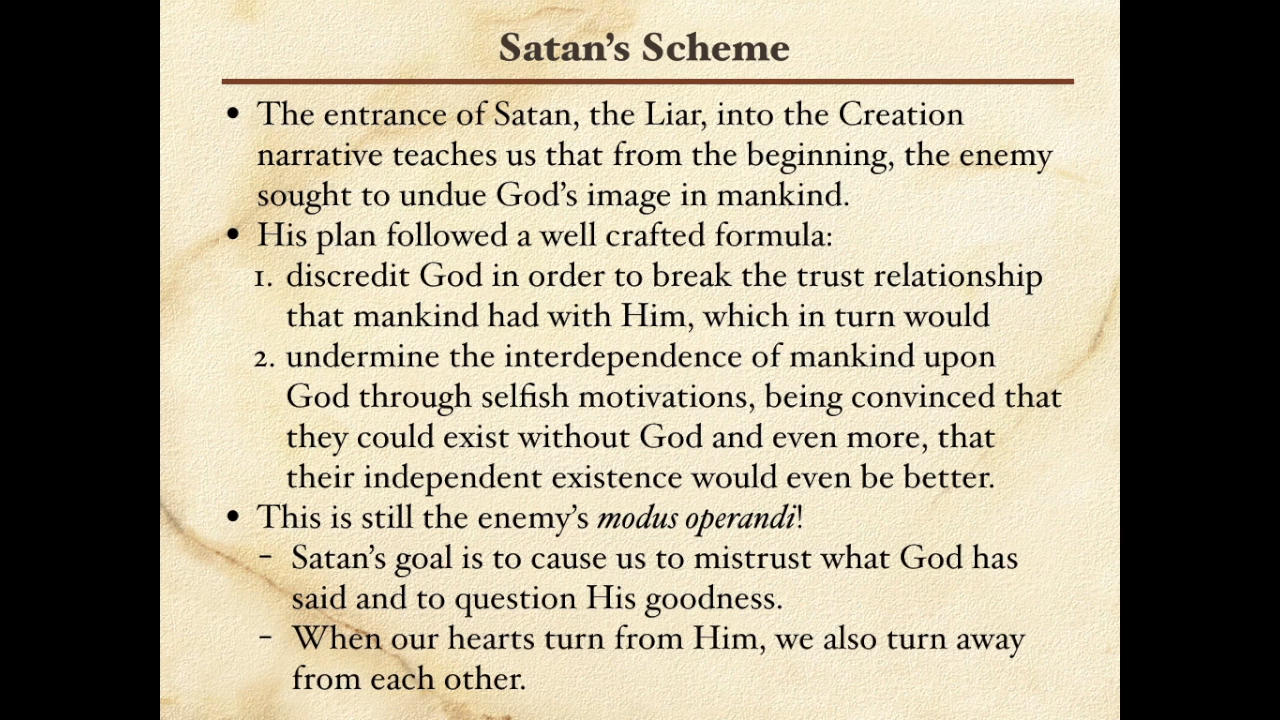 Satan’s Scheme
• The entrance of Satan, the Liar, into the Creation
narrative teaches us that from the beginning, the enemy
sought to undue God’s image in mankind.
• His plan followed a well crafted formula:
1. discredit God in order to break the trust relationship
that mankind had with Him, which in turn would
2. undermine the interdependence of mankind upon
God through selfish motivations, being convinced that
they could exist without God and even more, that
their independent existence would even be better.
• This is still the enemy’s modus operandi!
- Satan’s goal is to cause us to mistrust what God has
said and to question His goodness.
- When our hearts turn from Him, we also turn away
from each other.